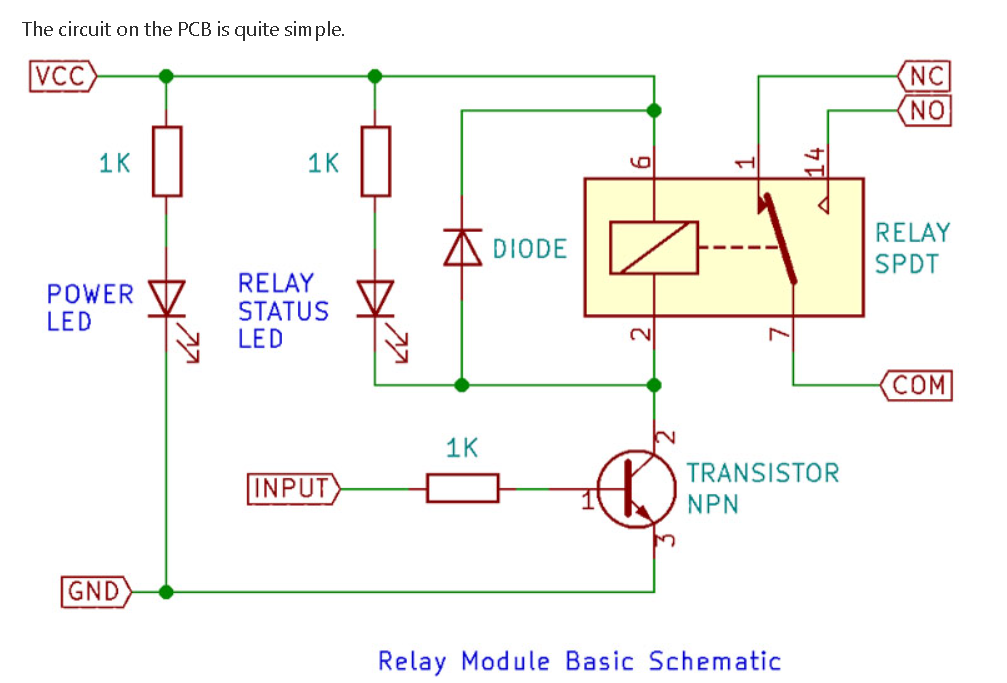 The circuit on the PCB is quite simple.
VCC
NC
NO
1K
1K
6
1
14
DIODE
RELAY
SPDT
POWER
LED
RELAY
STATUS
LED
2
7
COM
1K
2
INPUT
1
TRANSISTOR
NPN
3
GND
Relay Module Basic Schematic